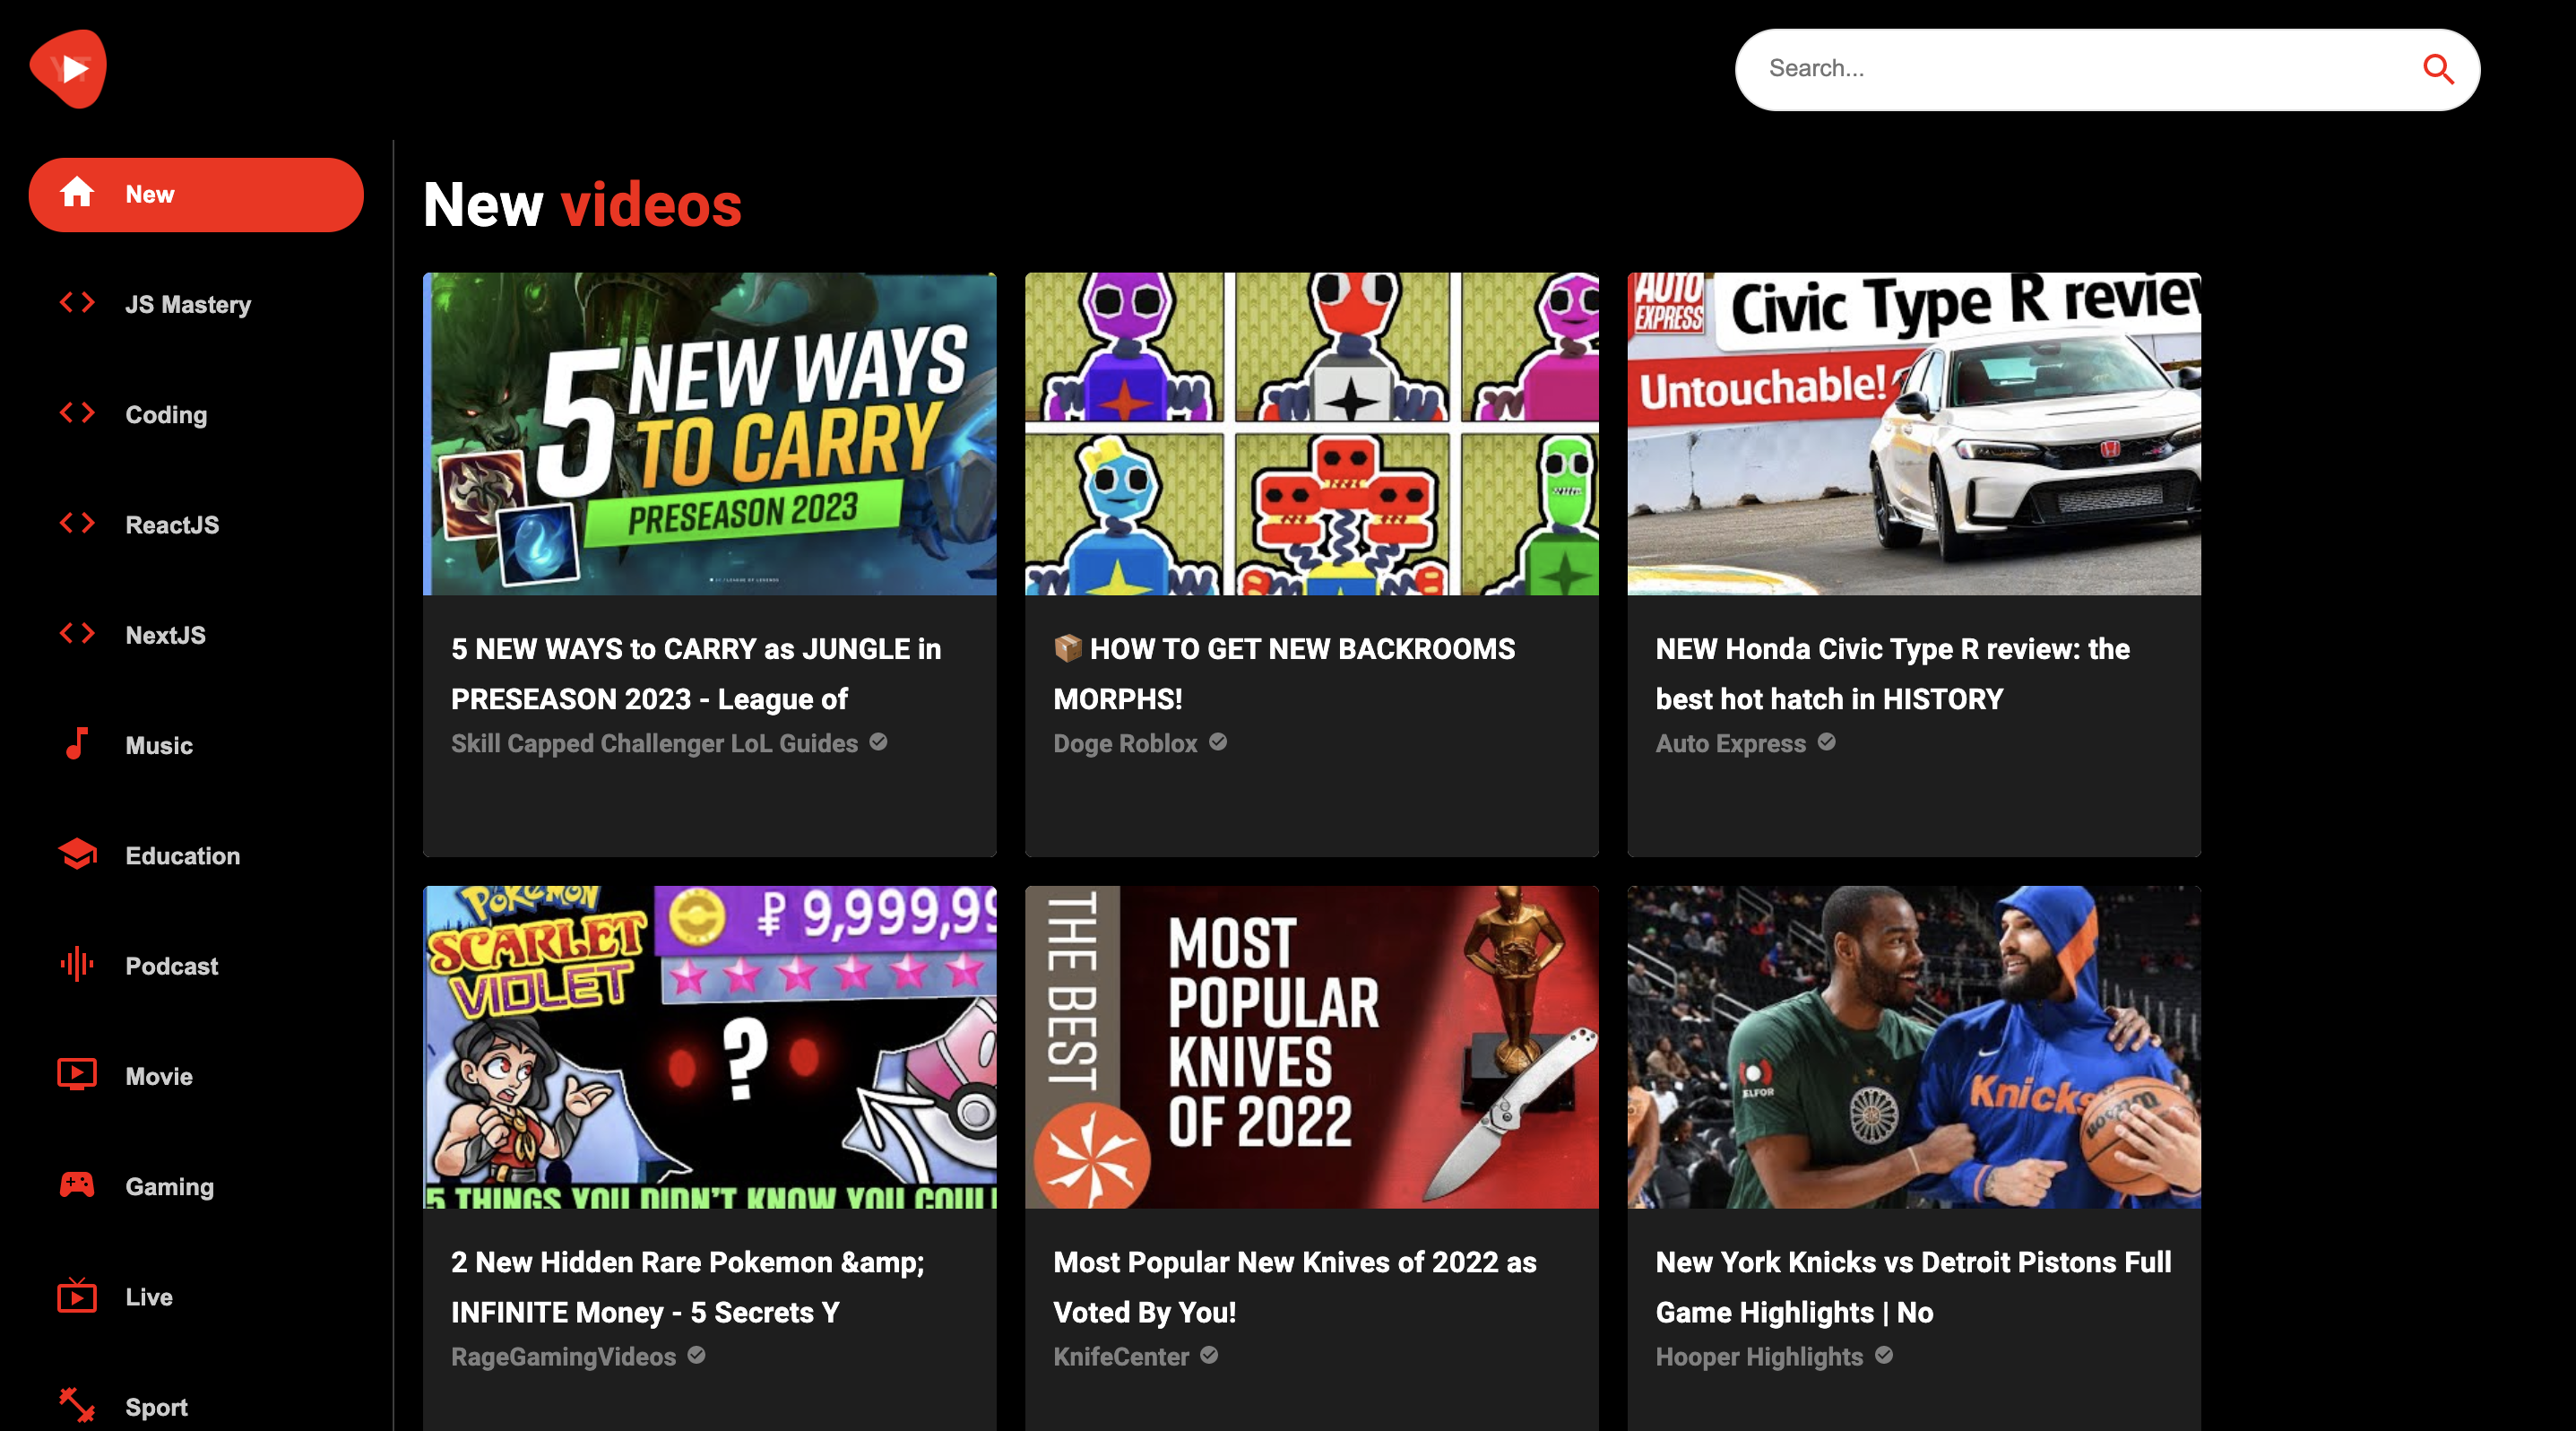 YT
Search...
New
JS Mastery
Coding
ReactJS
NextJS
Music
Education
Podcast
Movie
Gaming
Live
Sport
New videos
5 NEW WAYS
TO CARRY
PRESEASON 2023
5 NEW WAYS to CARRY as JUNGLE in
PRESEASON 2023 - League of
Skill Capped Challenger LoL Guides
📦 HOW TO GET NEW BACKROOMS
MORPHS!
Doge Roblox
AUTO
EXPRESS
Civic Type R review
Untouchable!
NEW Honda Civic Type R review: the
best hot hatch in HISTORY
Auto Express
POKéMON
SCARLET
VIOLET
₽ 9,999,99
?
5 THINGS YOU DIDN'T KNOW YOU COUL
2 New Hidden Rare Pokemon &amp;
INFINITE Money - 5 Secrets Y
RageGamingVideos
THE BEST
MOST
POPULAR
KNIVES
OF 2022
Most Popular New Knives of 2022 as
Voted By You!
KnifeCenter
ELFOR
Knicks
Wilson
New York Knicks vs Detroit Pistons Full
Game Highlights | No
Hooper Highlights